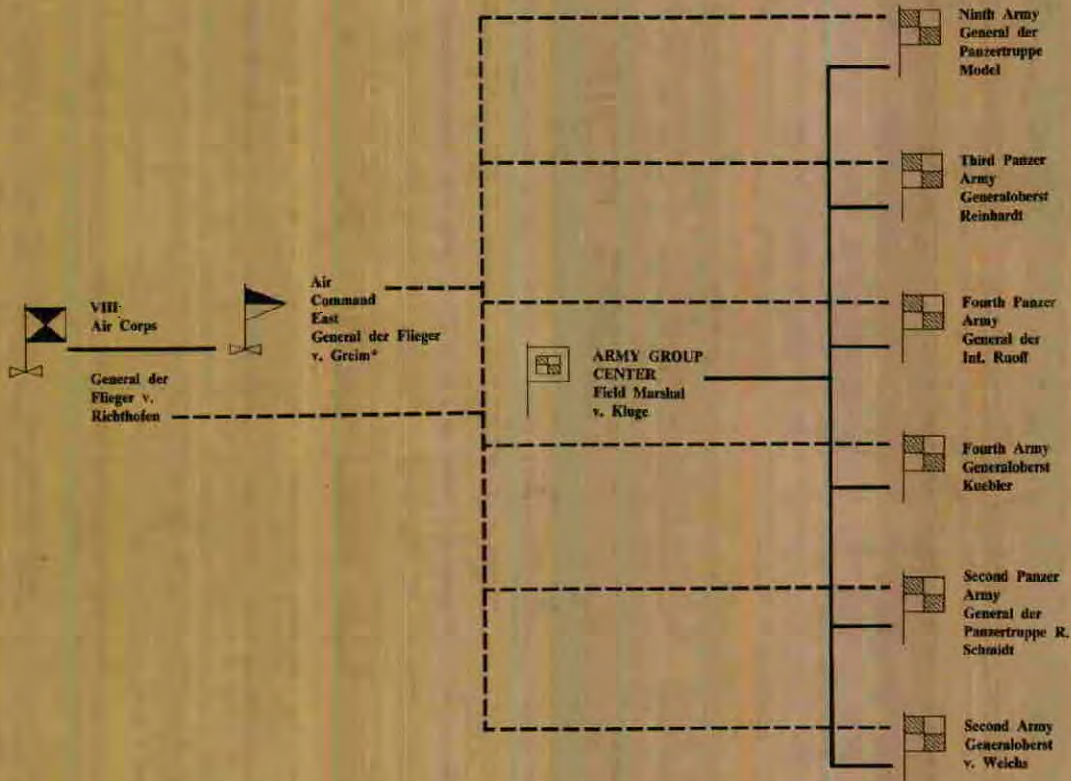 VIII
Air Corps
General der
Flieger v.
Richthofen
Air
Command
East
General der Flieger
v. Greim*
ARMY GROUP
CENTER
Field Marshal
v. Kluge
Ninth Army
General der
Panzertruppe
Model
Third Panzer
Army
Generaloberst
Reinhardt
Fourth Panzer
Army
General der
Inf. Ruoff
Fourth Army
Generaloberst
Kuebler
Second Panzer
Army
General der
Panzertruppe R.
Schmidt
Second Army
Generaloberst
v. Weichs